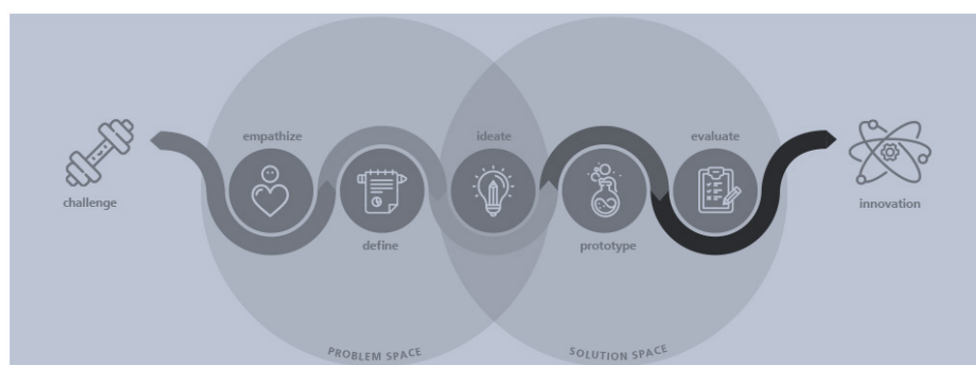 challenge
empathize
define
ideate
prototype
evaluate
innovation
PROBLEM SPACE
SOLUTION SPACE